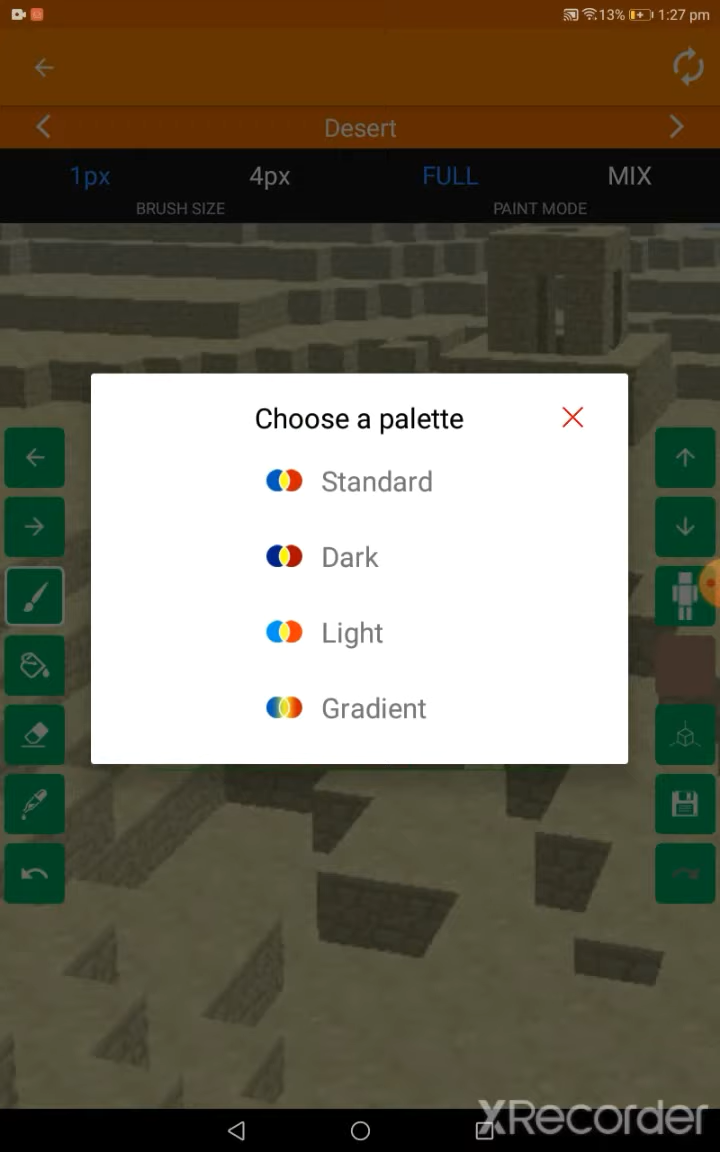 13% 1:27 pm
Desert
1px 4px FULL MIX
BRUSH SIZE PAINT MODE
Choose a palette
Standard
Dark
Light
Gradient
XRecorder